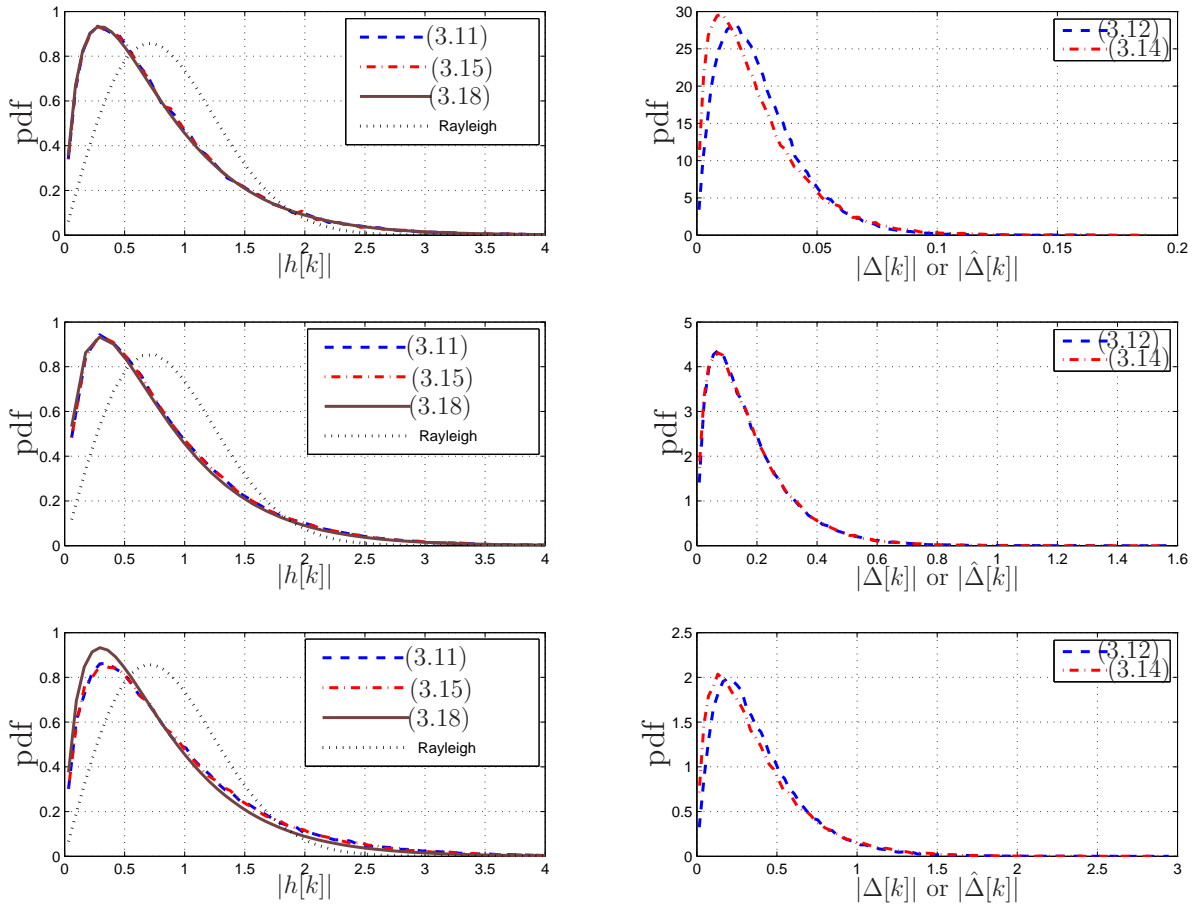 pdf
1
0.8
0.6
0.4
0.2
0
0 0.5 1 1.5 2 2.5 3 3.5 4
|h[k]|
(3.11)
(3.15)
(3.18)
Rayleigh
pdf
30
25
20
15
10
5
0
0 0.05 0.1 0.15 0.2
|Δ[k]| or |Δ̂[k]|
(3.12)
(3.14)
pdf
1
0.8
0.6
0.4
0.2
0
0 0.5 1 1.5 2 2.5 3 3.5 4
|h[k]|
(3.11)
(3.15)
(3.18)
Rayleigh
pdf
5
4
3
2
1
0
0 0.2 0.4 0.6 0.8 1 1.2 1.4 1.6
|Δ[k]| or |Δ̂[k]|
(3.12)
(3.14)
pdf
1
0.8
0.6
0.4
0.2
0
0 0.5 1 1.5 2 2.5 3 3.5 4
|h[k]|
(3.11)
(3.15)
(3.18)
Rayleigh
pdf
2.5
2
1.5
1
0.5
0
0 0.5 1 1.5 2 2.5 3
|Δ[k]| or |Δ̂[k]|
(3.12)
(3.14)